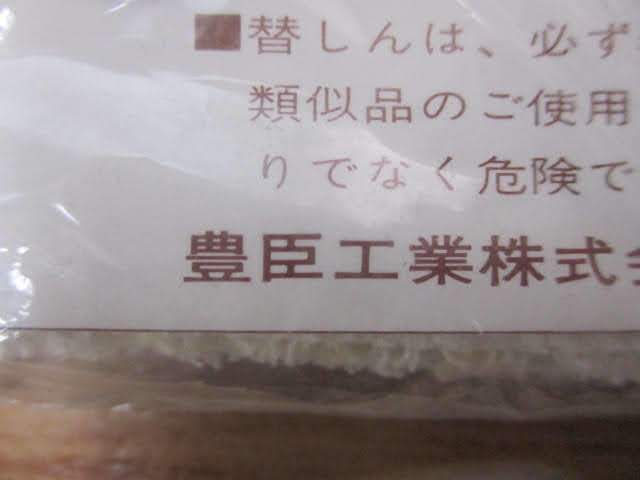 ■替しんは、必ず
類似品のご使用
りでなく危険で
豊臣工業株式会